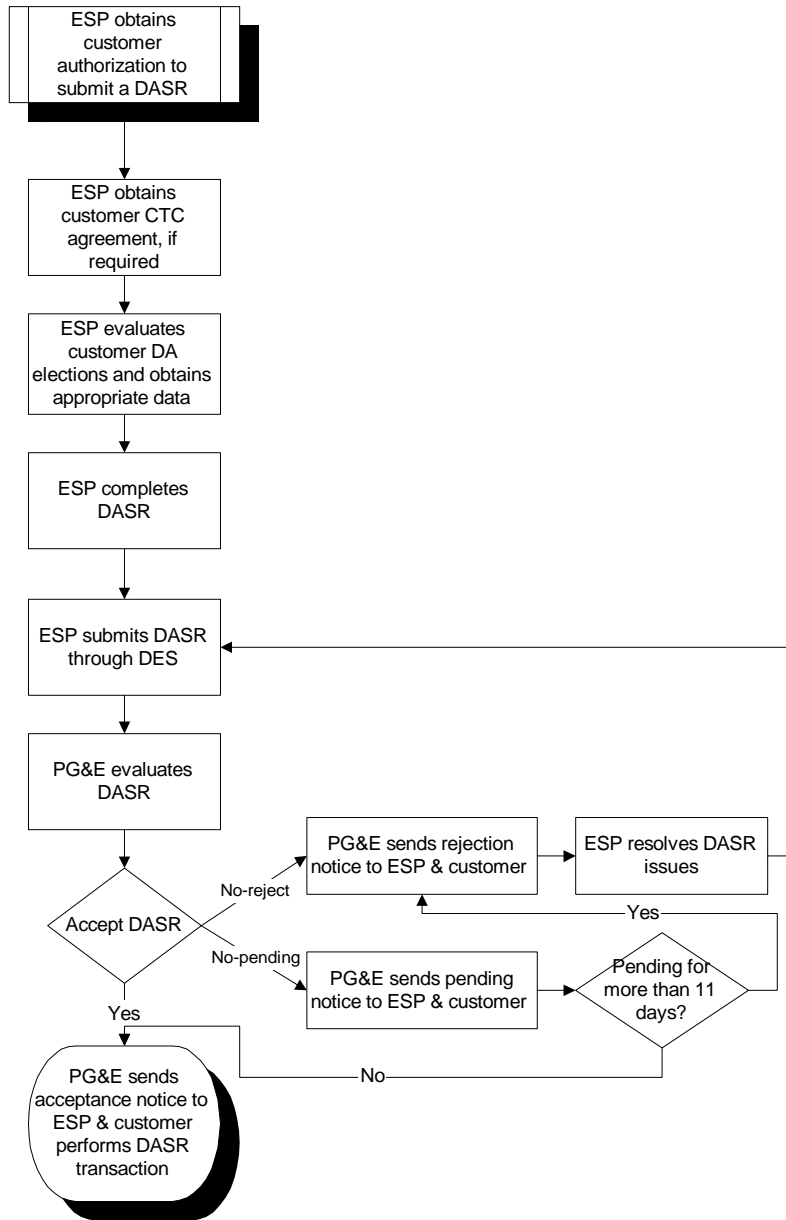 ESP obtains
customer
authorization to
submit a DASR
ESP obtains
customer CTC
agreement, if
required
ESP evaluates
customer DA
elections and obtains
appropriate data
ESP completes
DASR
ESP submits DASR
through DES
PG&E evaluates
DASR
Accept DASR
No-reject
No-pending
PG&E sends rejection
notice to ESP & customer
ESP resolves DASR
issues
Yes
PG&E sends pending
notice to ESP & customer
Pending for
more than 11
days?
Yes
No
PG&E sends
acceptance notice to
ESP & customer
performs DASR
transaction